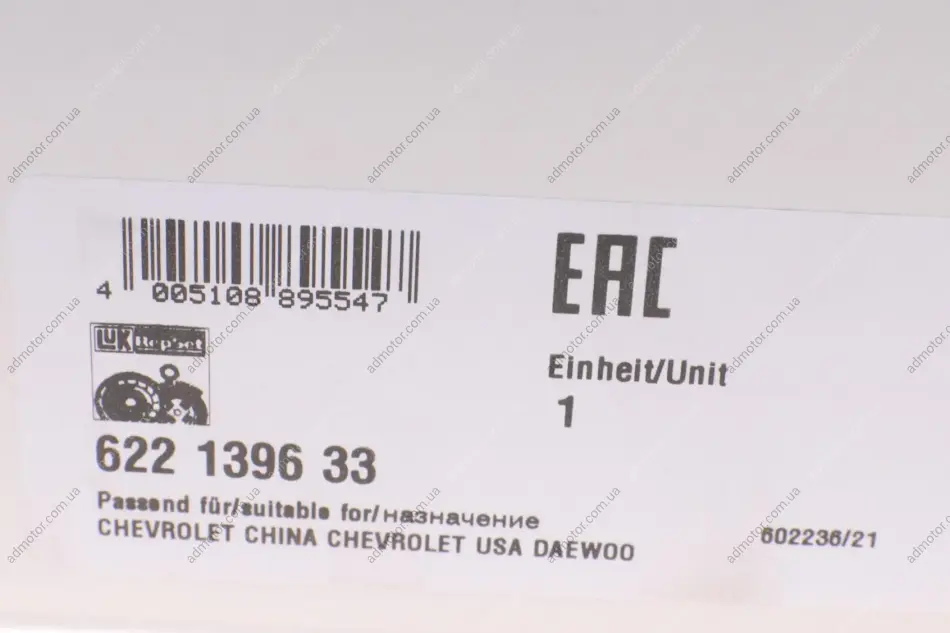 4 005108 895547
EAC
LuK RepSet
Einheit/Unit
1
622 1396 33
Passend für/suitable for/назначение
CHEVROLET CHINA CHEVROLET USA DAEWOO
602236/21
admotor.com.ua